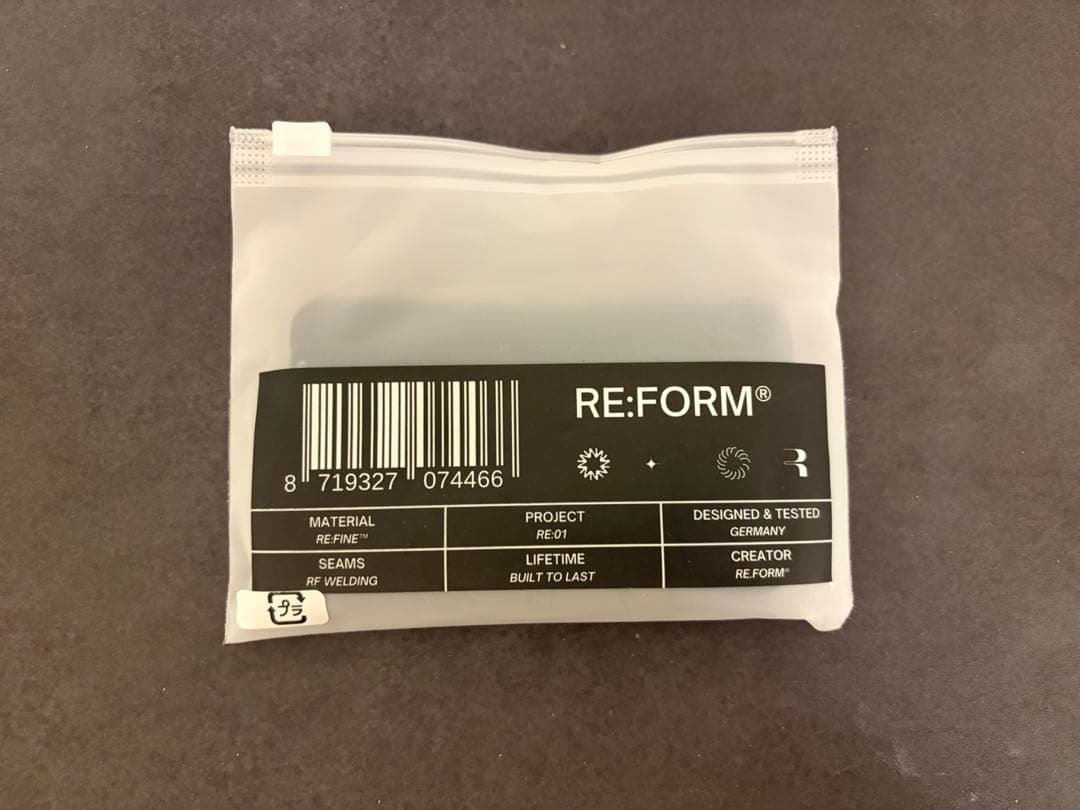 RE:FORM®
8 719327 074466
MATERIAL
RE:FINE™
PROJECT
RE:01
DESIGNED & TESTED
GERMANY
SEAMS
RF WELDING
LIFETIME
BUILT TO LAST
CREATOR
RE.FORM®
プラ